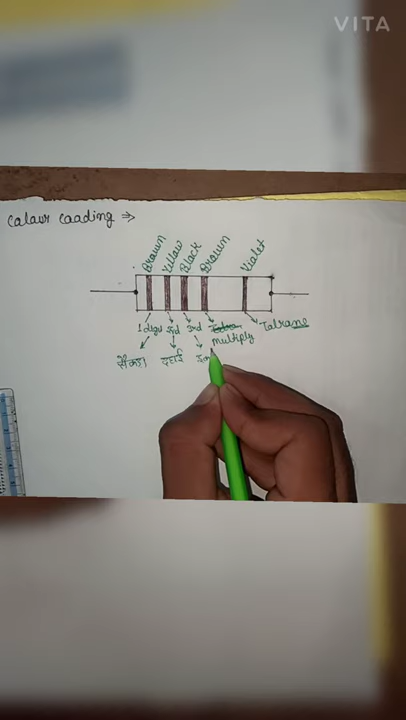 VITA
Calour Coading ⇒
Brown Yellow Black Brown Violet
1 digit 2nd 3rd multiply Tolrance
सैंकड़ा दहाई